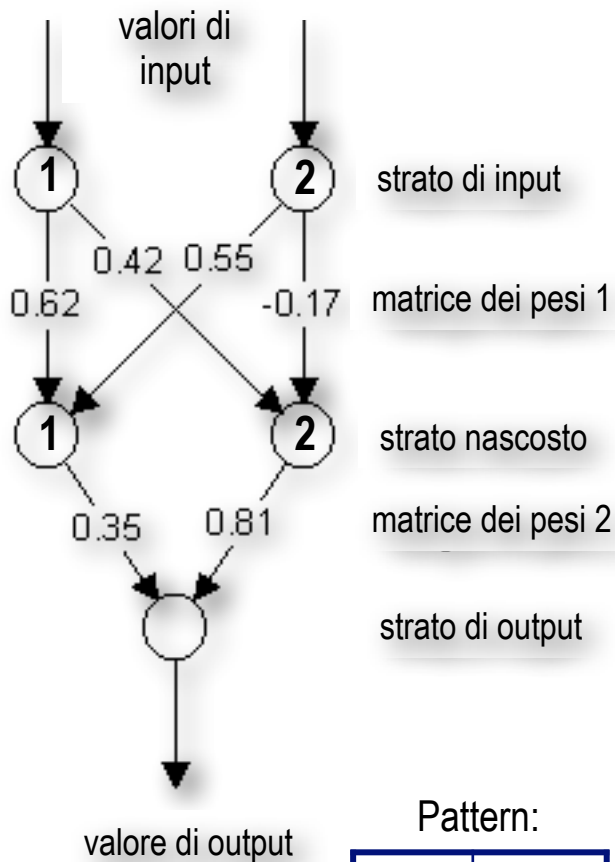 valori di
input
1
2
strato di input
0.42
0.55
0.62
-0.17
matrice dei pesi 1
1
2
strato nascosto
0.35
0.81
matrice dei pesi 2
strato di output
Pattern:
valore di output